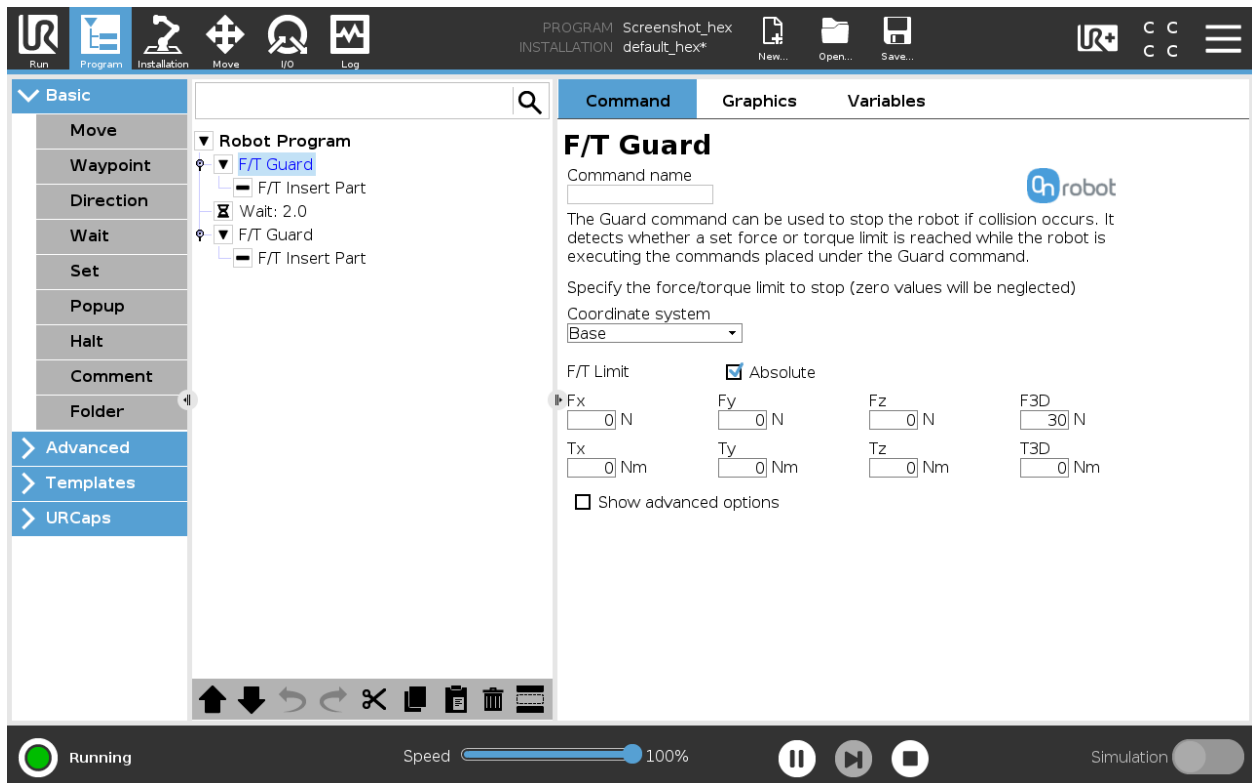 PROGRAM Screenshot_hex
INSTALLATION default_hex*
UR
Run
Program
Installation
Move
I/O
Log
New...
Open...
Save...
UR+
C C
C C
Basic
Move
Waypoint
Direction
Wait
Set
Popup
Halt
Comment
Folder
Advanced
Templates
URCaps
Robot Program
F/T Guard
F/T Insert Part
Wait: 2.0
F/T Guard
F/T Insert Part
Command Graphics Variables
F/T Guard
Command name
On robot
The Guard command can be used to stop the robot if collision occurs. It
detects whether a set force or torque limit is reached while the robot is
executing the commands placed under the Guard command.
Specify the force/torque limit to stop (zero values will be neglected)
Coordinate system
Base
F/T Limit Absolute
Fx Fy Fz F3D
0 N 0 N 0 N 30 N
Tx Ty Tz T3D
0 Nm 0 Nm 0 Nm 0 Nm
Show advanced options
Running
Speed 100%
Simulation